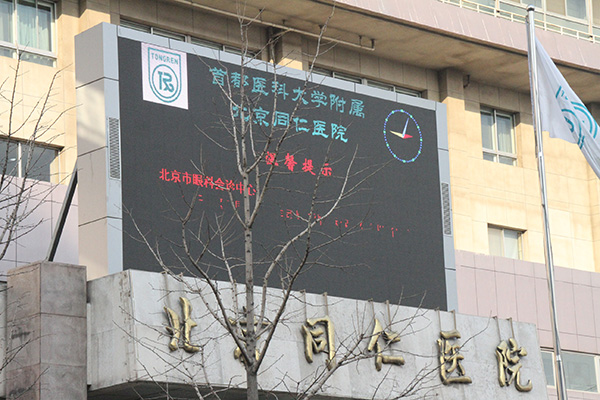 TONGREN
首都医科大学附属
北京同仁医院
温馨提示
北京市眼科会诊中心
北京同仁医院